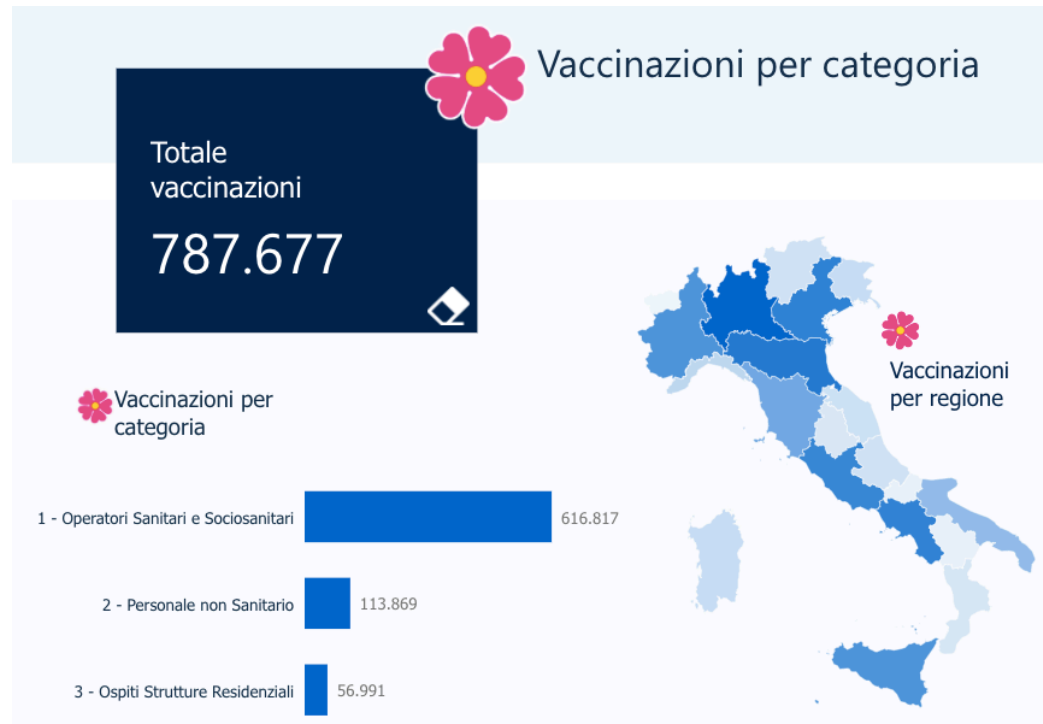 Vaccinazioni per categoria
Totale
vaccinazioni
787.677
Vaccinazioni
per regione
Vaccinazioni per
categoria
1 - Operatori Sanitari e Sociosanitari 616.817
2 - Personale non Sanitario 113.869
3 - Ospiti Strutture Residenziali 56.991